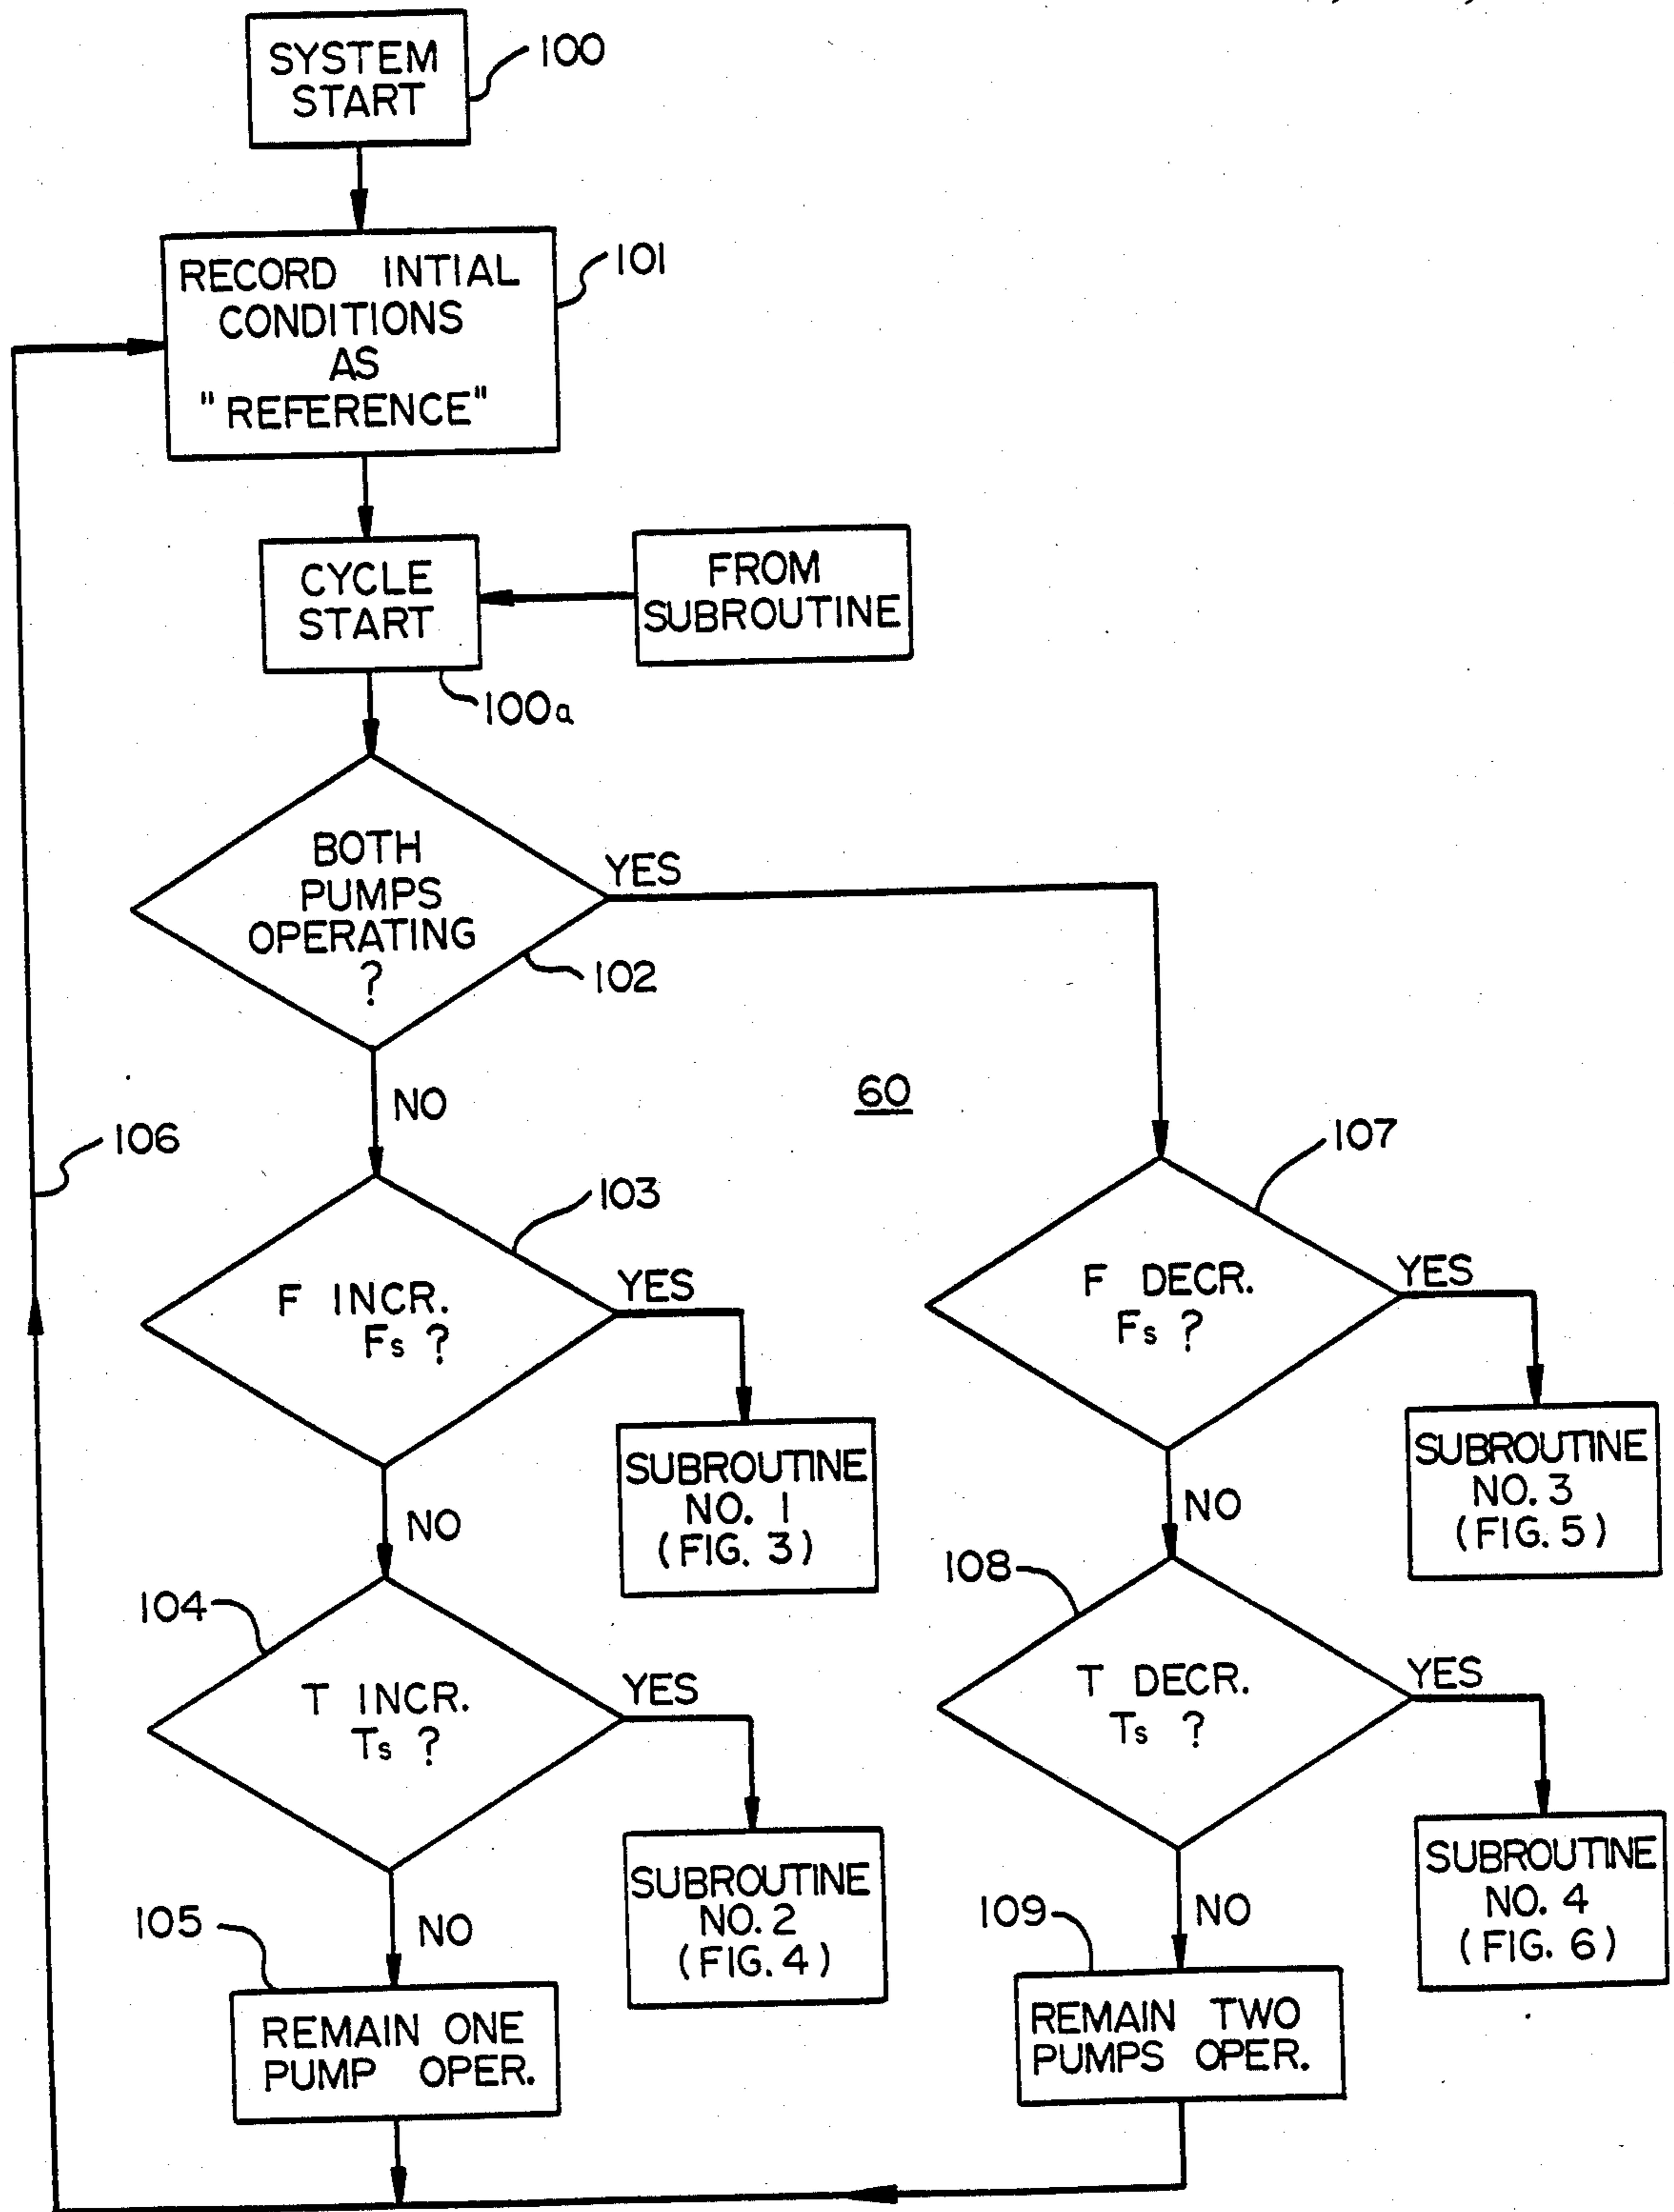 SYSTEM
START
100
RECORD INTIAL
CONDITIONS
AS
"REFERENCE"
101
CYCLE
START
100a
FROM
SUBROUTINE
BOTH
PUMPS
OPERATING
?
YES
102
NO
60
106
103
F INCR.
Fs ?
YES
107
F DECR.
Fs ?
YES
SUBROUTINE
NO. 1
(FIG. 3)
NO
SUBROUTINE
NO. 3
(FIG. 5)
NO
104
T INCR.
Ts ?
YES
108
T DECR.
Ts ?
YES
SUBROUTINE
NO. 2
(FIG. 4)
NO
SUBROUTINE
NO. 4
(FIG. 6)
NO
105
REMAIN ONE
PUMP OPER.
109
REMAIN TWO
PUMPS OPER.